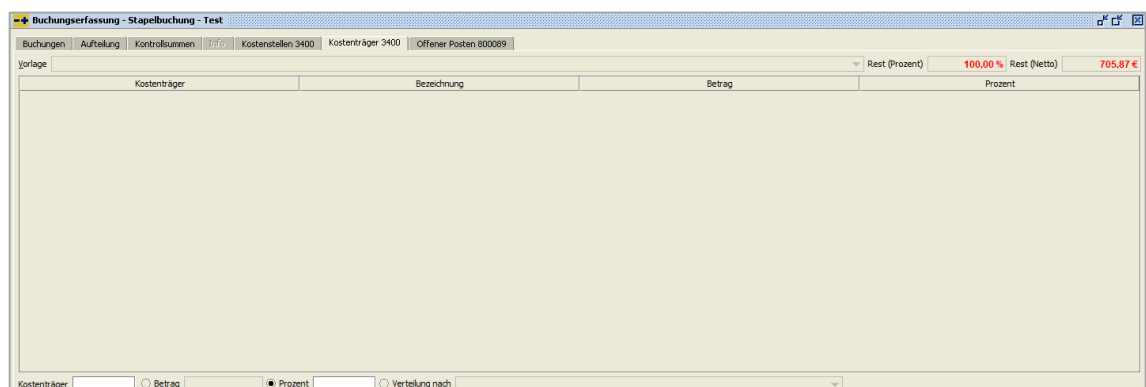 Buchungserfassung - Stapelbuchung - Test
Buchungen Aufteilung Kontrollsummen Info Kostenstellen 3400 Kostenträger 3400 Offener Posten 800089
Vorlage Rest (Prozent) 100,00 % Rest (Netto) 705,87 €
Kostenträger Bezeichnung Betrag Prozent
Kostenträger Betrag Prozent Verteilung nach